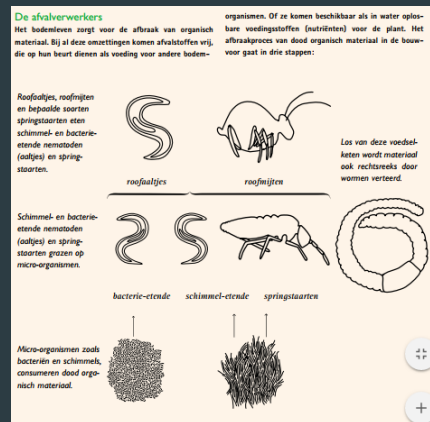 De afvalverwerkers
Het bodemleven zorgt voor de afbraak van organisch
materiaal. Bij al deze omzettingen komen afvalstoffen vrij,
die op hun beurt dienen als voeding voor andere bodem-
organismen. Of ze komen beschikbaar als in water oplos-
bare voedingsstoffen (nutriënten) voor de plant. Het
afbraakproces van dood organisch materiaal in de bouw-
voor gaat in drie stappen:
Roofaaltjes, roofmijten
en bepaalde soorten
springstaarten eten
schimmel- en bacterie-
etende nematoden
(aaltjes) en spring-
staarten.
roofaaltjes
roofmijten
Los van deze voedsel-
keten wordt materiaal
ook rechtsreeks door
wormen verteerd.
Schimmel- en bacterie-
etende nematoden
(aaltjes) en spring-
staarten grazen op
micro-organismen.
bacterie-etende
schimmel-etende
springstaarten
Micro-organismen zoals
bacteriën en schimmels,
consumeren dood orga-
nisch materiaal.